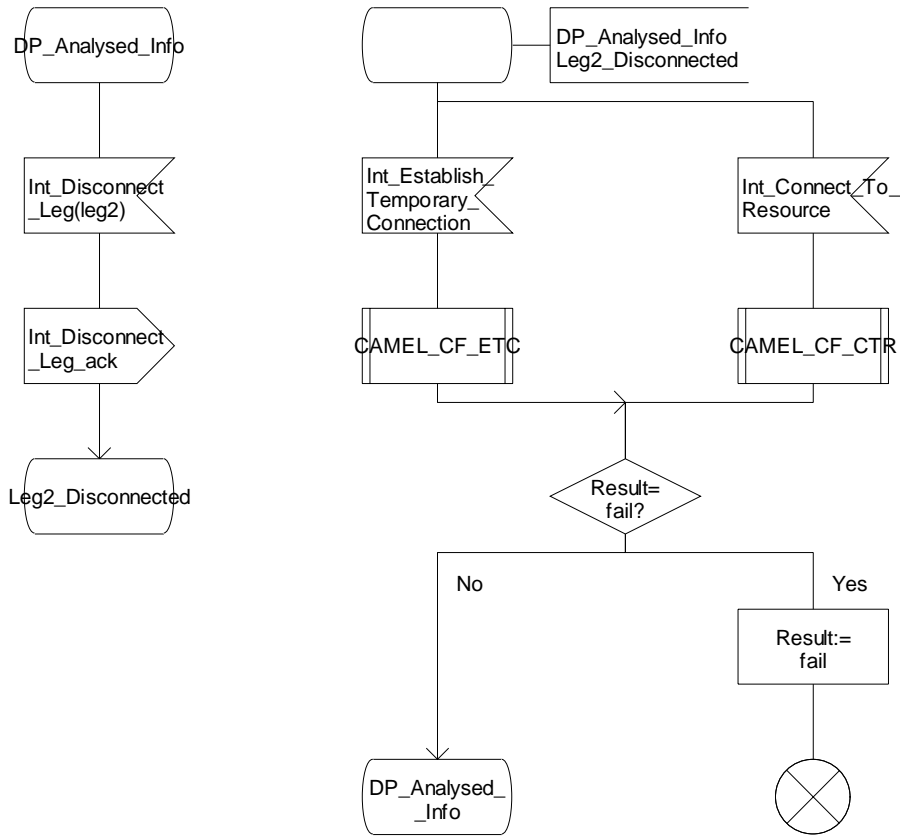 DP_Analysed_Info
Int_Disconnect
_Leg(leg2)
Int_Disconnect
_Leg_ack
Leg2_Disconnected
DP_Analysed_Info
Leg2_Disconnected
Int_Establish_
Temporary_
Connection
Int_Connect_To_
Resource
CAMEL_CF_ETC
CAMEL_CF_CTR
Result=
fail?
No
Yes
Result:=
fail
DP_Analysed_
_Info